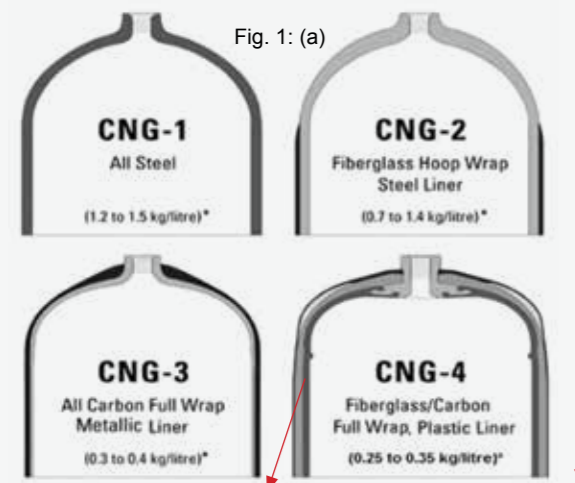 Fig. 1: (a)
CNG-1
All Steel
(1.2 to 1.5 kg/litre)*
CNG-2
Fiberglass Hoop Wrap
Steel Liner
(0.7 to 1.4 kg/litre)*
CNG-3
All Carbon Full Wrap
Metallic Liner
(0.3 to 0.4 kg/litre)*
CNG-4
Fiberglass/Carbon
Full Wrap, Plastic Liner
(0.25 to 0.35 kg/litre)*